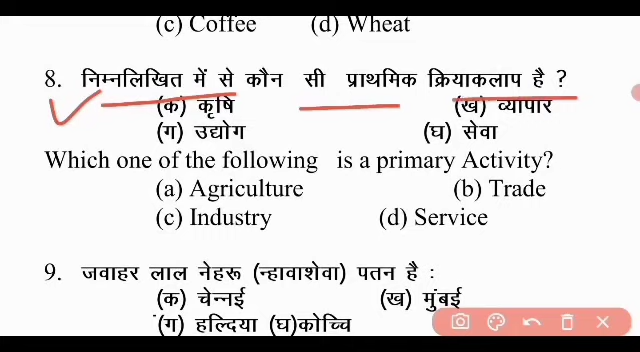 (c) Coffee (d) Wheat
8. निम्नलिखित में से कौन सी प्राथमिक क्रियाकलाप है ?
(क) कृषि (ख) व्यापार
(ग) उद्योग (घ) सेवा
Which one of the following is a primary Activity?
(a) Agriculture (b) Trade
(c) Industry (d) Service
9. जवाहर लाल नेहरू (न्हावाशेवा) पतन है :
(क) चेन्नई (ख) मुंबई
(ग) हल्दिया (घ)कोच्चि